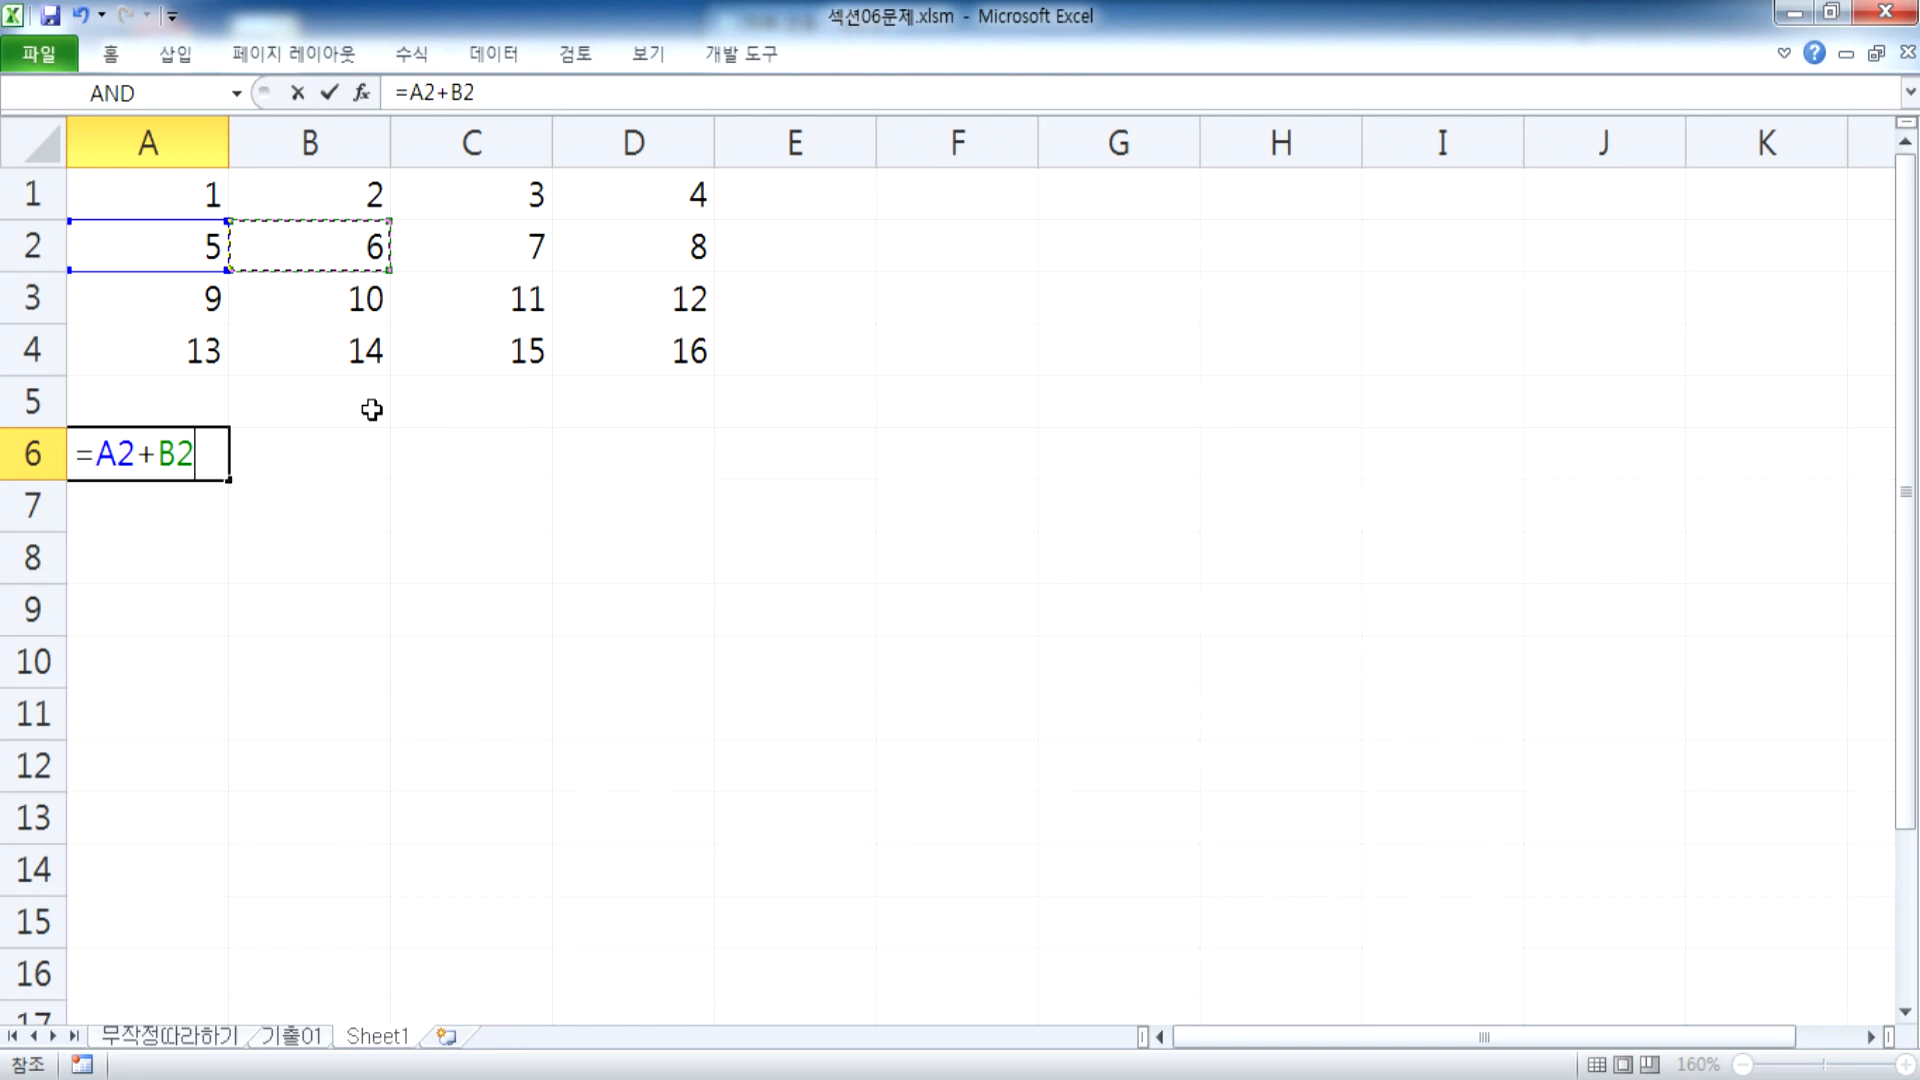 섹션06문제.xlsm - Microsoft Excel
파일 홈 삽입 페이지 레이아웃 수식 데이터 검토 보기 개발 도구
AND fx =A2+B2
A B C D E F G H I J K
1 1 2 3 4
2 5 6 7 8
3 9 10 11 12
4 13 14 15 16
5
6 =A2+B2
7
8
9
10
11
12
13
14
15
16
17
무작정따라하기 기출01 Sheet1
참조 160%